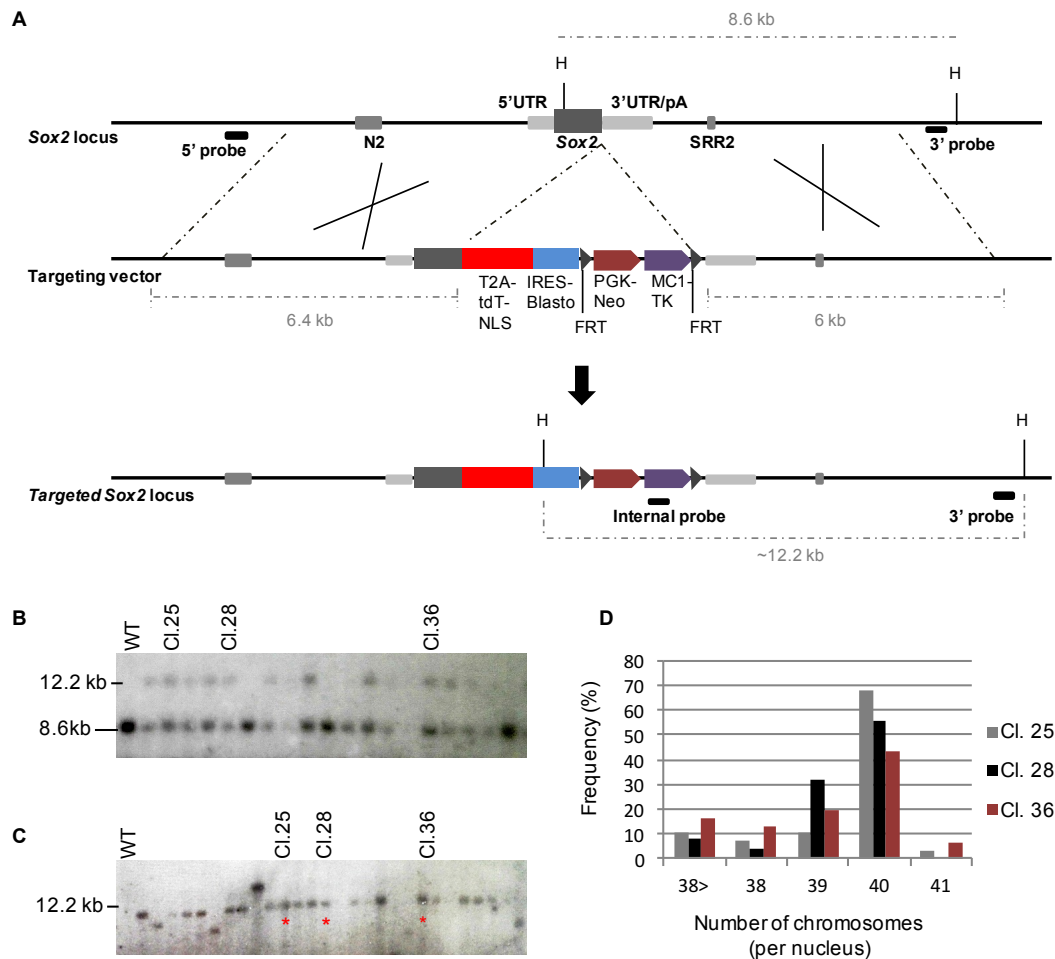 A
8.6 kb
H
H
5'UTR
3'UTR/pA
Sox2 locus
5' probe
N2
Sox2
SRR2
3' probe
Targeting vector
T2A-
tdT-
NLS
IRES-
Blasto
PGK-
Neo
MC1-
TK
FRT
FRT
6.4 kb
6 kb
H
H
Targeted Sox2 locus
Internal probe
3' probe
~12.2 kb
B
WT
Cl.25
Cl.28
Cl.36
12.2 kb
8.6kb
C
WT
Cl.25
Cl.28
Cl.36
12.2 kb
* * *
D
Frequency (%)
80
70
60
50
40
30
20
10
0
38> 38 39 40 41
Number of chromosomes
(per nucleus)
Cl. 25
Cl. 28
Cl. 36